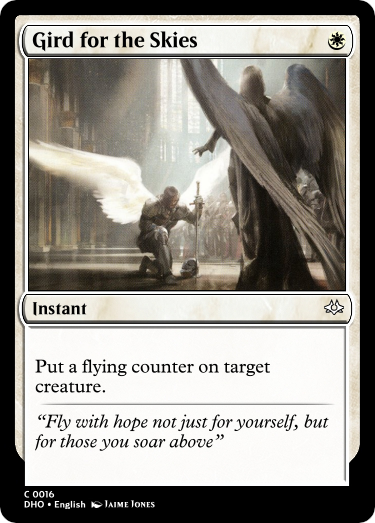 Gird for the Skies
Instant
Put a flying counter on target
creature.
“Fly with hope not just for yourself, but
for those you soar above”
C 0016
DHO • English Jaime Jones